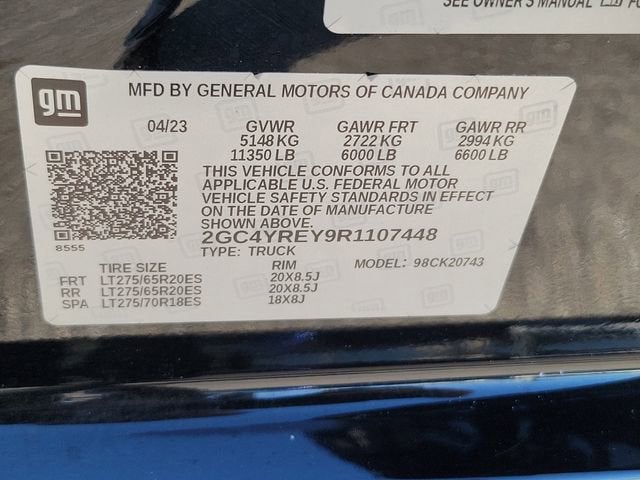 SEE OWNER'S MANUAL
gm
MFD BY GENERAL MOTORS OF CANADA COMPANY
04/23 GVWR GAWR FRT GAWR RR
5148 KG 2722 KG 2994 KG
11350 LB 6000 LB 6600 LB
THIS VEHICLE CONFORMS TO ALL
APPLICABLE U.S. FEDERAL MOTOR
VEHICLE SAFETY STANDARDS IN EFFECT
ON THE DATE OF MANUFACTURE
SHOWN ABOVE.
8555
2GC4YREY9R1107448
TYPE: TRUCK MODEL: 98CK20743
TIRE SIZE RIM
FRT LT275/65R20ES 20X8.5J
RR LT275/65R20ES 20X8.5J
SPA LT275/70R18ES 18X8J